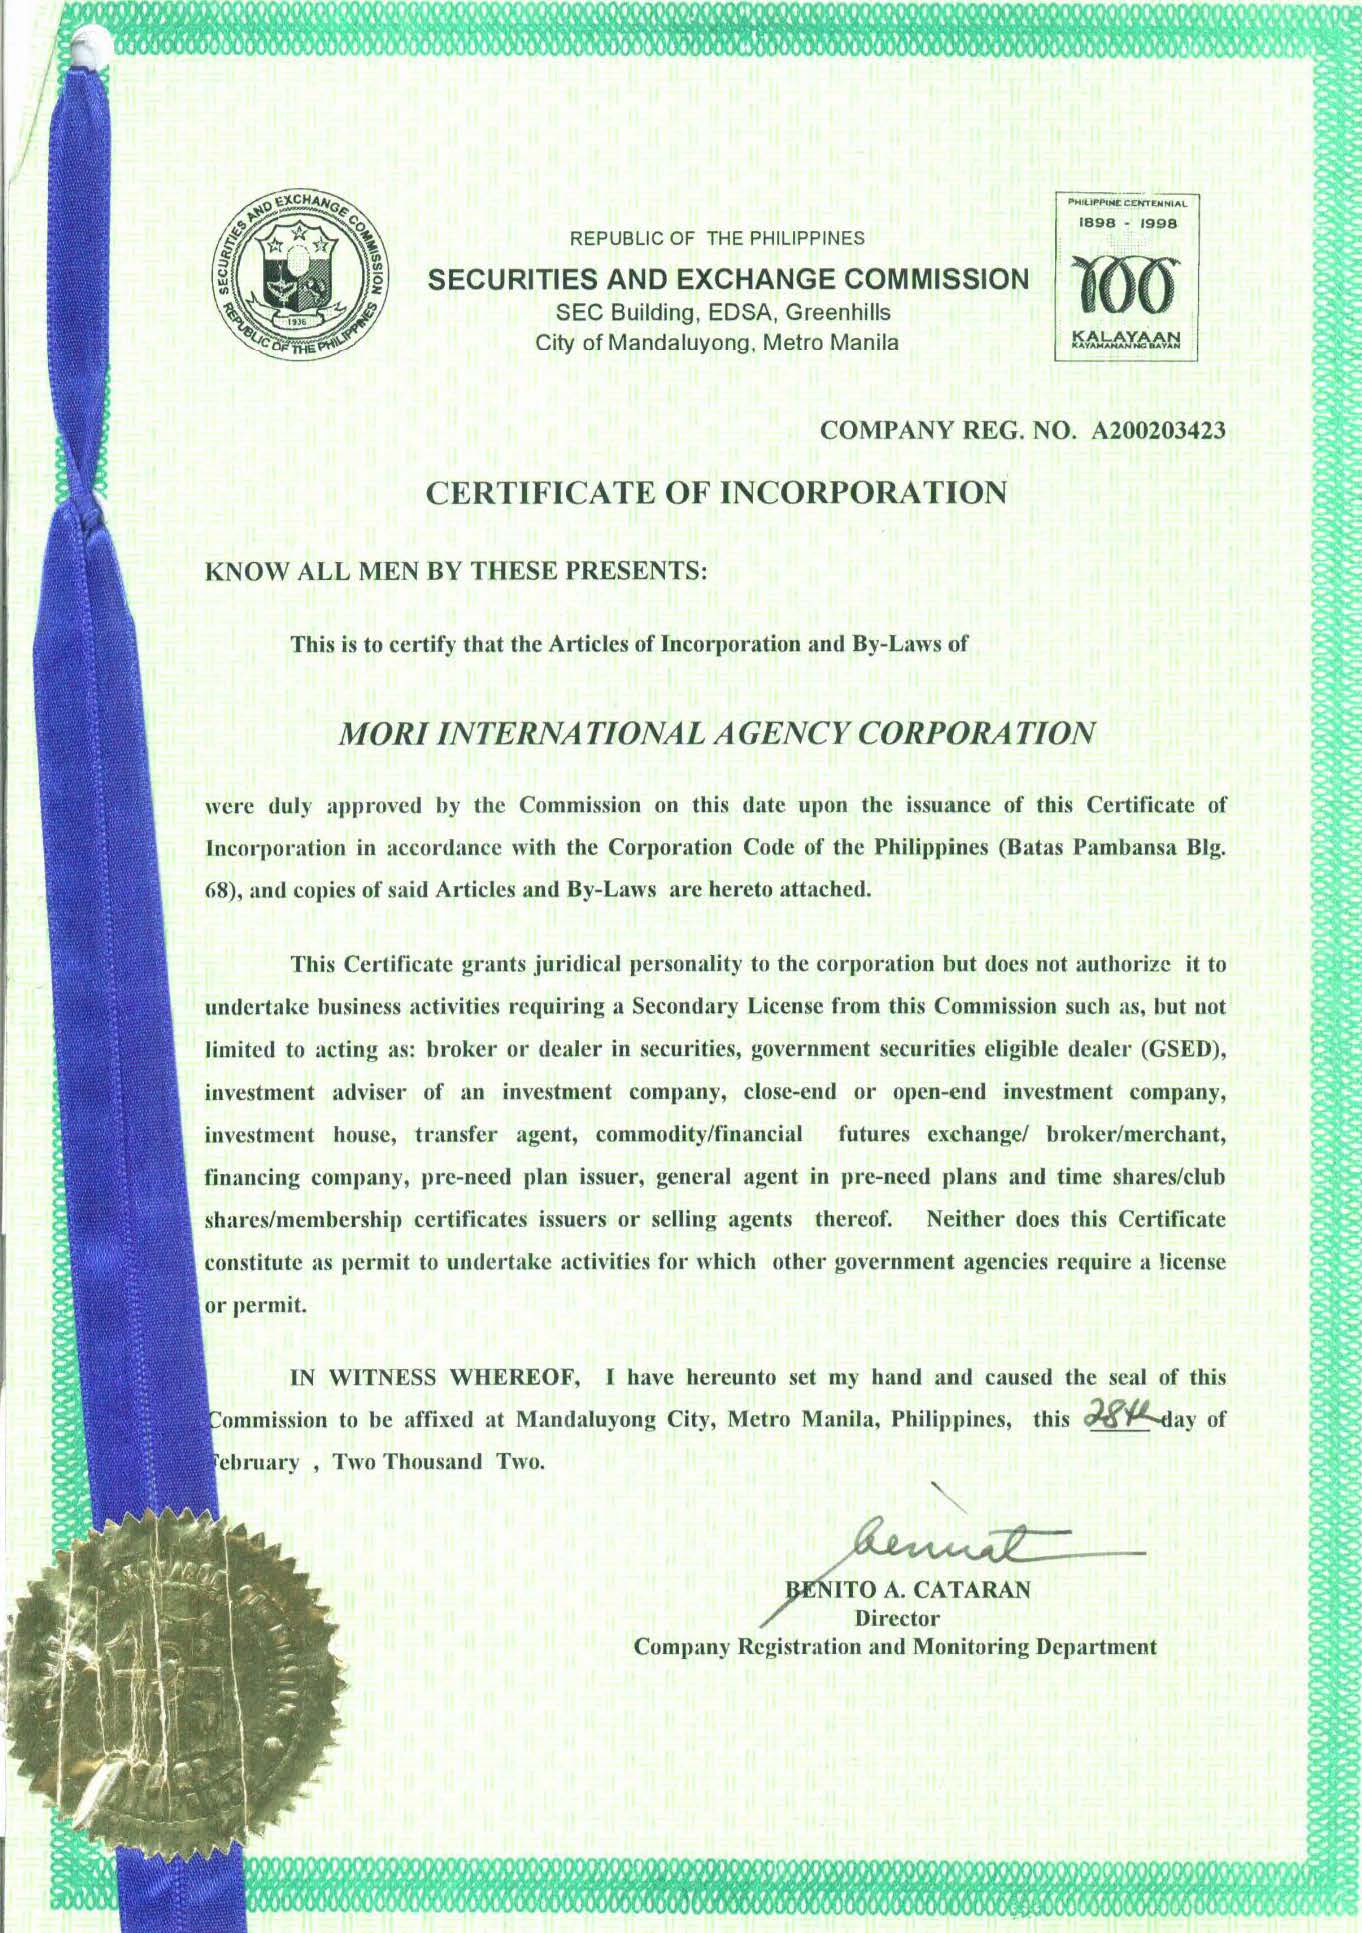 SECURITIES AND EXCHANGE COMMISSION
REPUBLIC OF THE PHILIPPINES
1936
REPUBLIC OF THE PHILIPPINES
SECURITIES AND EXCHANGE COMMISSION
SEC Building, EDSA, Greenhills
City of Mandaluyong, Metro Manila
PHILIPPINE CENTENNIAL
1898 - 1998
100
KALAYAAN
KAYAMANAN NG BAYAN
COMPANY REG. NO. A200203423
CERTIFICATE OF INCORPORATION
KNOW ALL MEN BY THESE PRESENTS:
This is to certify that the Articles of Incorporation and By-Laws of
MORI INTERNATIONAL AGENCY CORPORATION
were duly approved by the Commission on this date upon the issuance of this Certificate of
Incorporation in accordance with the Corporation Code of the Philippines (Batas Pambansa Blg.
68), and copies of said Articles and By-Laws are hereto attached.
This Certificate grants juridical personality to the corporation but does not authorize it to
undertake business activities requiring a Secondary License from this Commission such as, but not
limited to acting as: broker or dealer in securities, government securities eligible dealer (GSED),
investment adviser of an investment company, close-end or open-end investment company,
investment house, transfer agent, commodity/financial futures exchange/ broker/merchant,
financing company, pre-need plan issuer, general agent in pre-need plans and time shares/club
shares/membership certificates issuers or selling agents thereof. Neither does this Certificate
constitute as permit to undertake activities for which other government agencies require a license
or permit.
IN WITNESS WHEREOF, I have hereunto set my hand and caused the seal of this
Commission to be affixed at Mandaluyong City, Metro Manila, Philippines, this 28th day of
February , Two Thousand Two.
BENITO A. CATARAN
Director
Company Registration and Monitoring Department